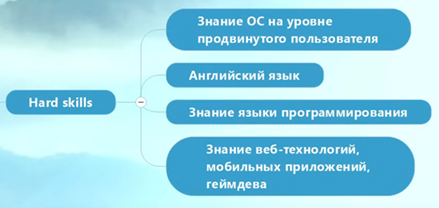 Hard skills
Знание ОС на уровне
продвинутого пользователя
Английский язык
Знание языки программирования
Знание веб-технологий,
мобильных приложений,
геймдева